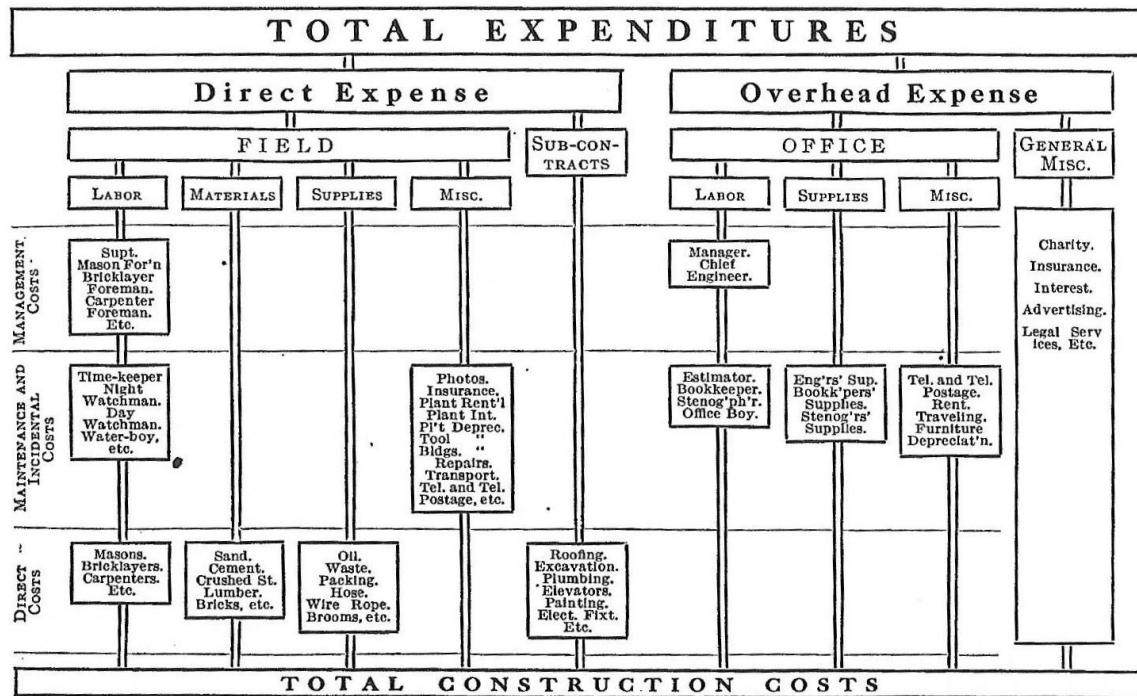 TOTAL EXPENDITURES
Direct Expense
Overhead Expense
FIELD
SUB-CON-
TRACTS
OFFICE
GENERAL
MISC.
LABOR
MATERIALS
SUPPLIES
MISC.
LABOR
SUPPLIES
MISC.
MANAGEMENT
COSTS
Supt.
Mason For'n
Bricklayer
Foreman.
Carpenter
Foreman.
Etc.
Manager.
Chief
Engineer.
Charity.
Insurance.
Interest.
Advertising.
Legal Serv
ices, Etc.
MAINTENANCE AND
INCIDENTAL
COSTS
Time-keeper
Night
Watchman.
Day
Watchman.
Water-boy,
etc.
Photos.
Insurance.
Plant Rent'l
Plant Int.
Pl't Deprec.
Tool "
Bldgs. "
Repairs.
Transport.
Tel. and Tel.
Postage, etc.
Estimator.
Bookkeeper.
Stenog'ph'r.
Office Boy.
Eng'rs' Sup.
Bookk'pers'
Supplies.
Stenog'rs'
Supplies.
Tel. and Tel.
Postage.
Rent.
Traveling.
Furniture
Depreciat'n.
DIRECT
COSTS
Masons.
Bricklayers.
Carpenters.
Etc.
Sand.
Cement.
Crushed St.
Lumber.
Bricks, etc.
Oil.
Waste.
Packing.
Hose.
Wire Rope.
Brooms, etc.
Roofing.
Excavation.
Plumbing.
Elevators.
Painting.
Elect. Fixt.
Etc.
TOTAL CONSTRUCTION COSTS